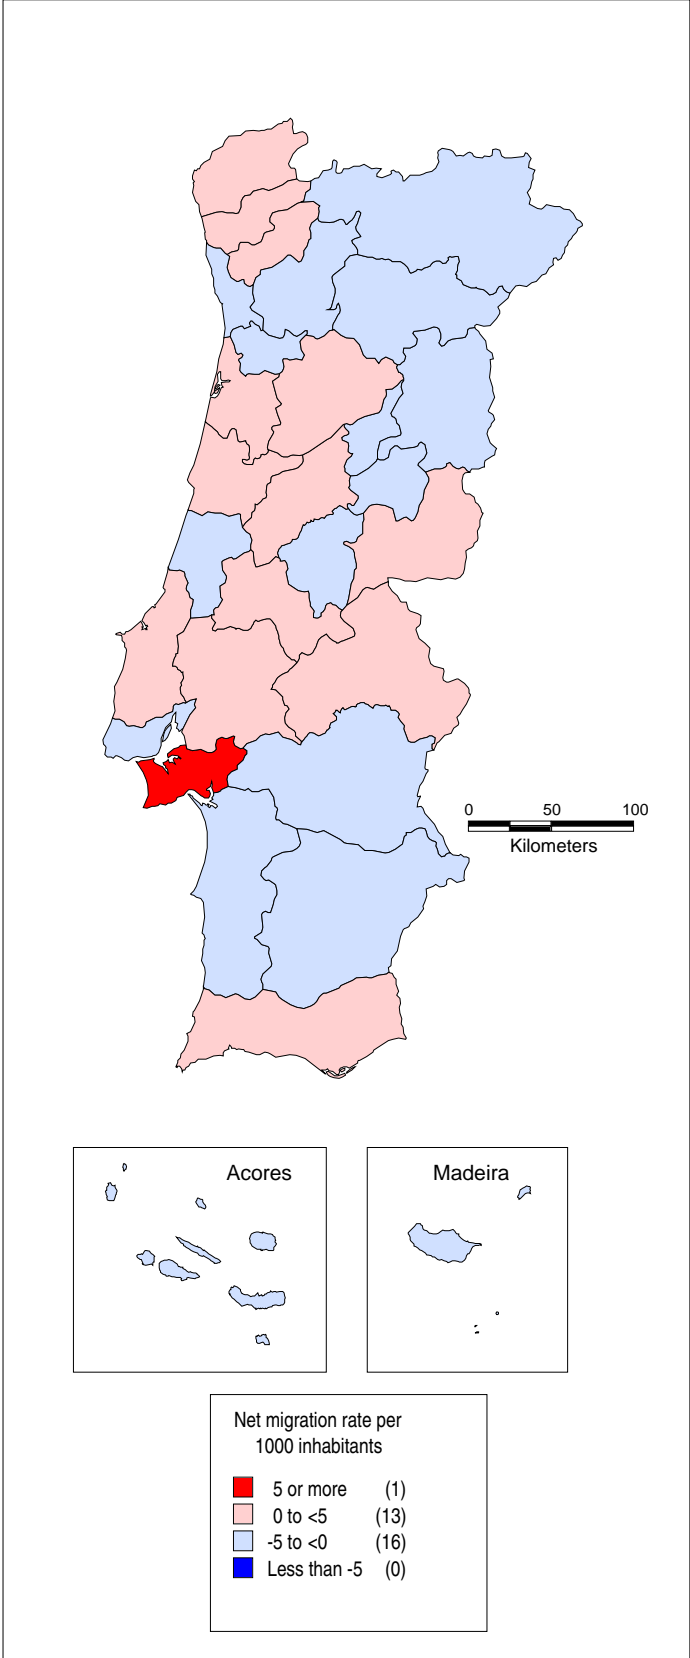 0 50 100
Kilometers
Acores
Madeira
Net migration rate per
1000 inhabitants
5 or more (1)
0 to <5 (13)
-5 to <0 (16)
Less than -5 (0)